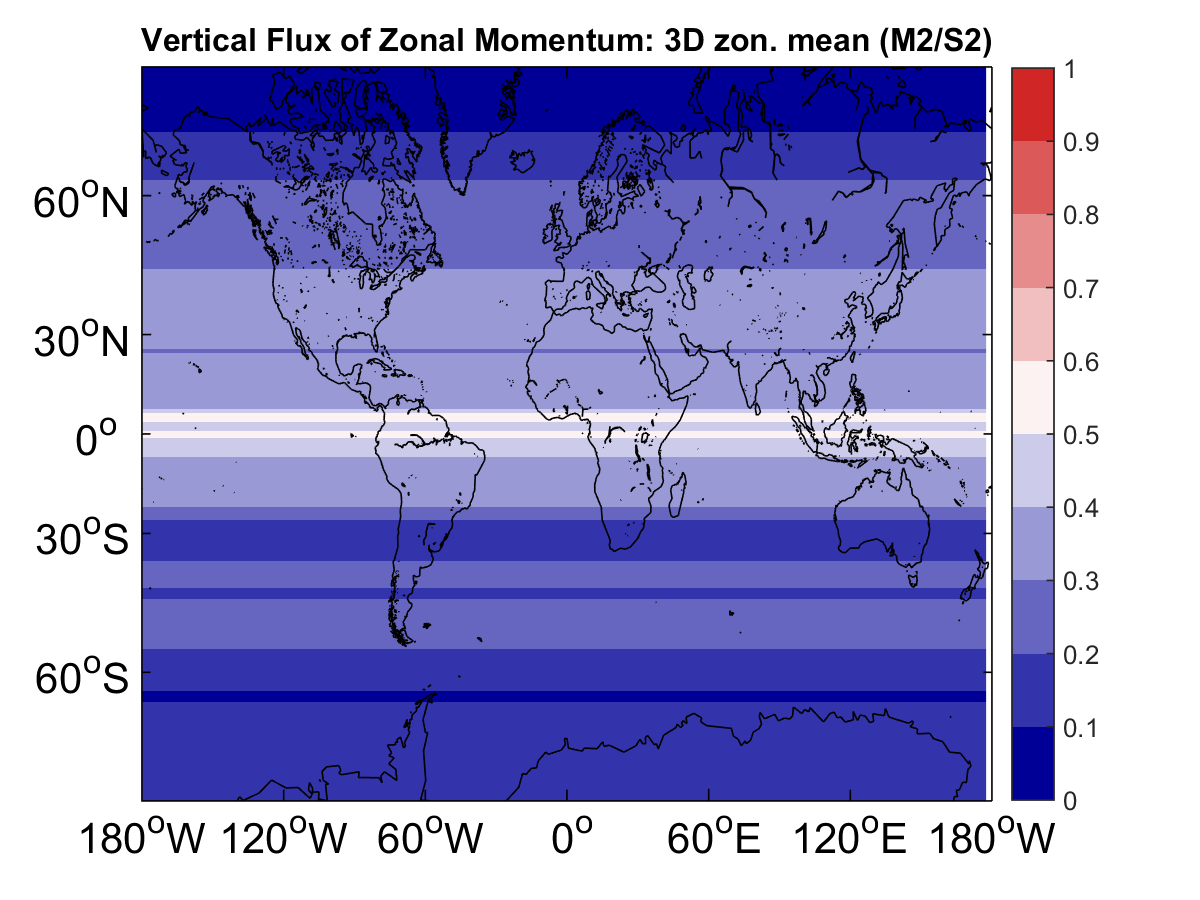 Vertical Flux of Zonal Momentum: 3D zon. mean (M2/S2)
60oN
30oN
0o
30oS
60oS
180oW 120oW 60oW 0o 60oE 120oE 180oW
1
0.9
0.8
0.7
0.6
0.5
0.4
0.3
0.2
0.1
0